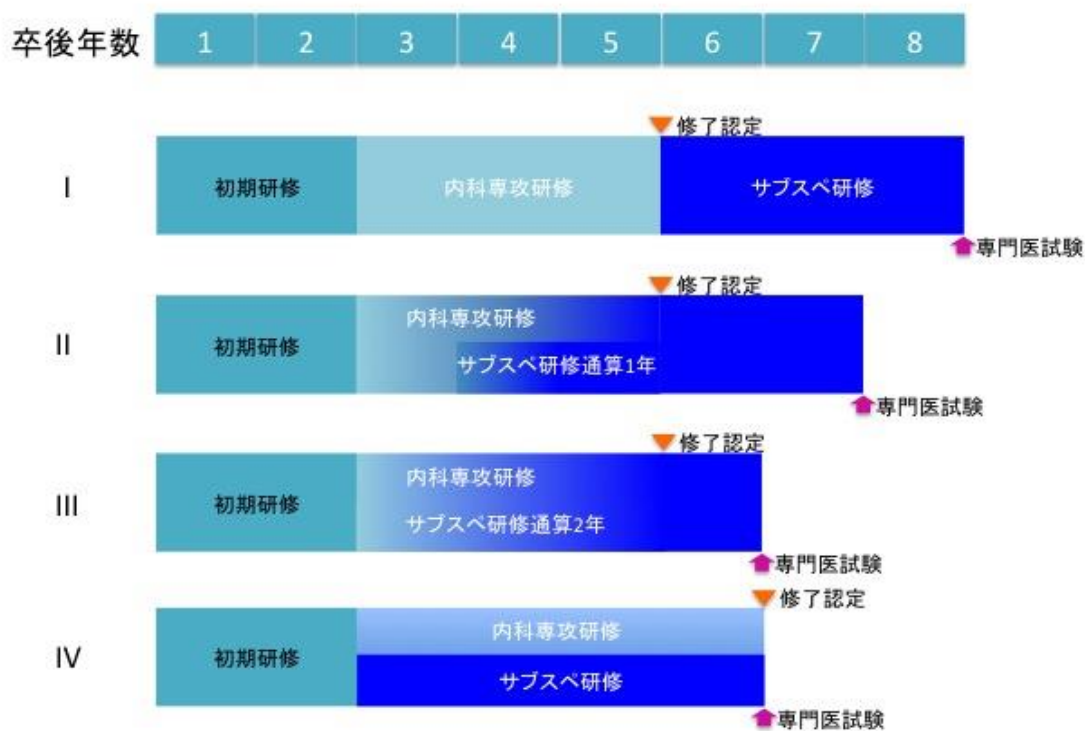 卒後年数 1 2 3 4 5 6 7 8
修了認定
I 初期研修 内科専攻研修 サブスペ研修
専門医試験
修了認定
内科専攻研修
II 初期研修
サブスペ研修通算1年
専門医試験
修了認定
内科専攻研修
III 初期研修
サブスペ研修通算2年
専門医試験
修了認定
内科専攻研修
IV 初期研修
サブスペ研修
専門医試験